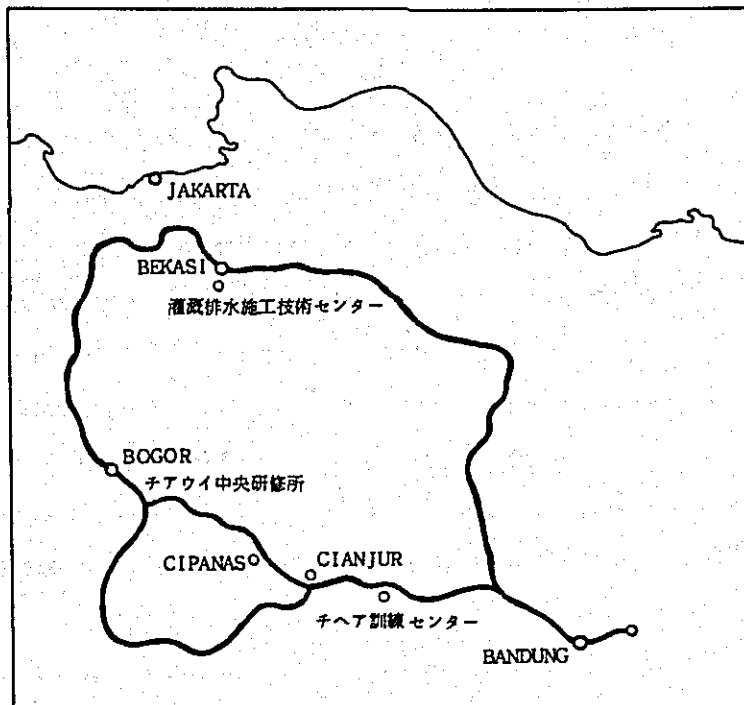 JAKARTA
BEKASI
灌漑排水施工技術センター
BOGOR
チアウイ中央研修所
CIPANAS
CIANJUR
チヘア訓練センター
BANDUNG